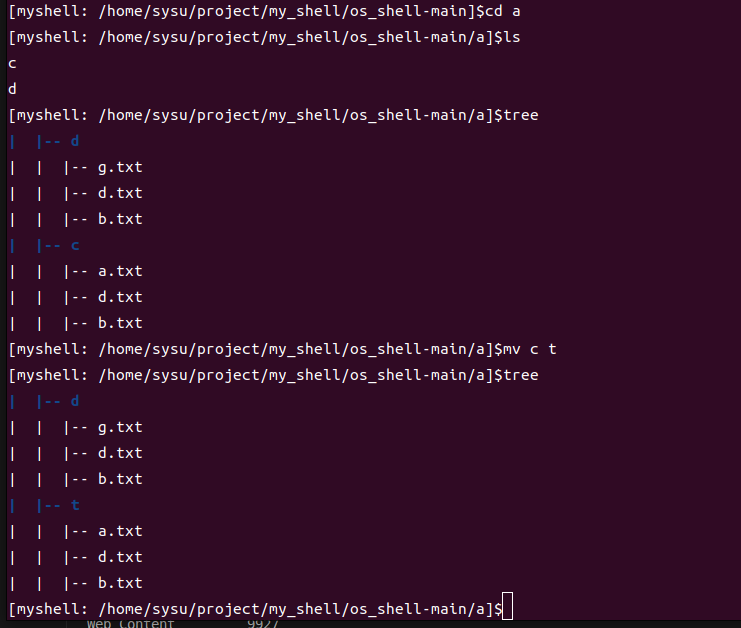 [myshell: /home/sysu/project/my_shell/os_shell-main]$cd a
[myshell: /home/sysu/project/my_shell/os_shell-main/a]$ls
c
d
[myshell: /home/sysu/project/my_shell/os_shell-main/a]$tree
|  |-- d
|  |  |-- g.txt
|  |  |-- d.txt
|  |  |-- b.txt
|  |-- c
|  |  |-- a.txt
|  |  |-- d.txt
|  |  |-- b.txt
[myshell: /home/sysu/project/my_shell/os_shell-main/a]$mv c t
[myshell: /home/sysu/project/my_shell/os_shell-main/a]$tree
|  |-- d
|  |  |-- g.txt
|  |  |-- d.txt
|  |  |-- b.txt
|  |-- t
|  |  |-- a.txt
|  |  |-- d.txt
|  |  |-- b.txt
[myshell: /home/sysu/project/my_shell/os_shell-main/a]$
Web Content 9927